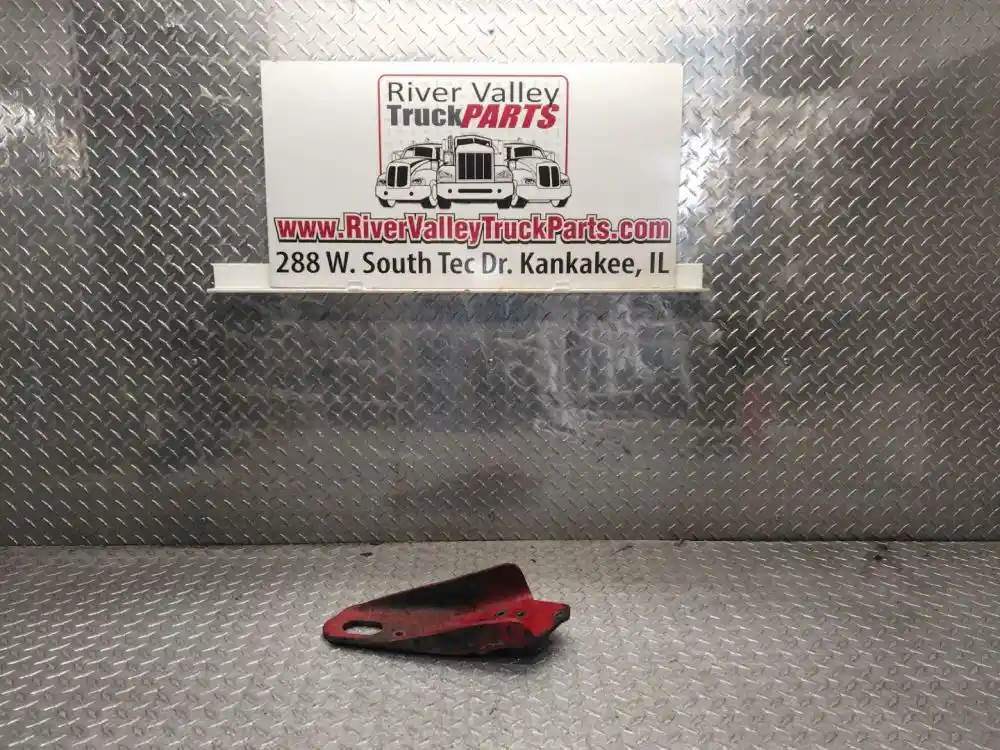 River Valley
TruckPARTS
www.RiverValleyTruckParts.com
288 W. South Tec Dr. Kankakee, IL